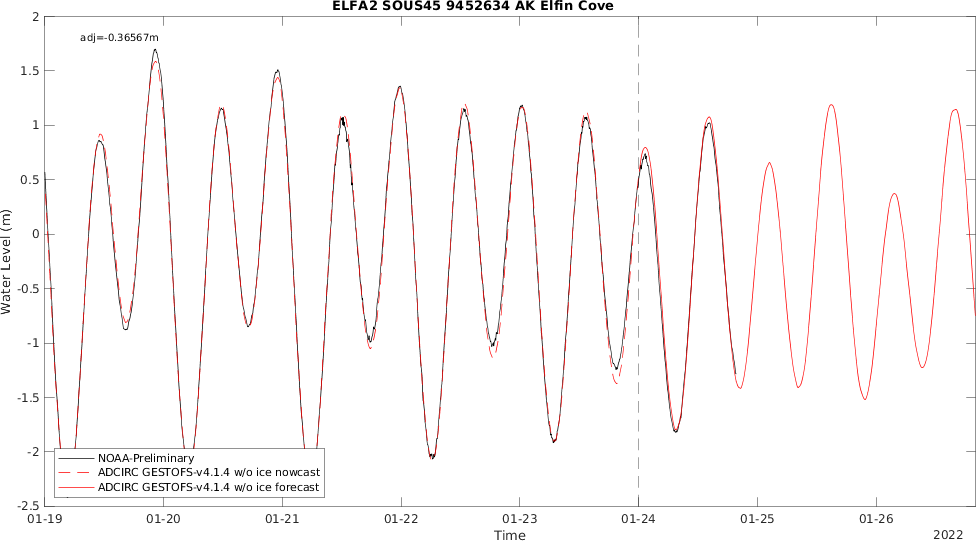 ELFA2 SOUS45 9452634 AK Elfin Cove
adj=-0.36567m
2
1.5
1
0.5
0
-0.5
-1
-1.5
-2
-2.5
Water Level (m)
NOAA-Preliminary
ADCIRC GESTOFS-v4.1.4 w/o ice nowcast
ADCIRC GESTOFS-v4.1.4 w/o ice forecast
01-19 01-20 01-21 01-22 01-23 01-24 01-25 01-26
Time
2022